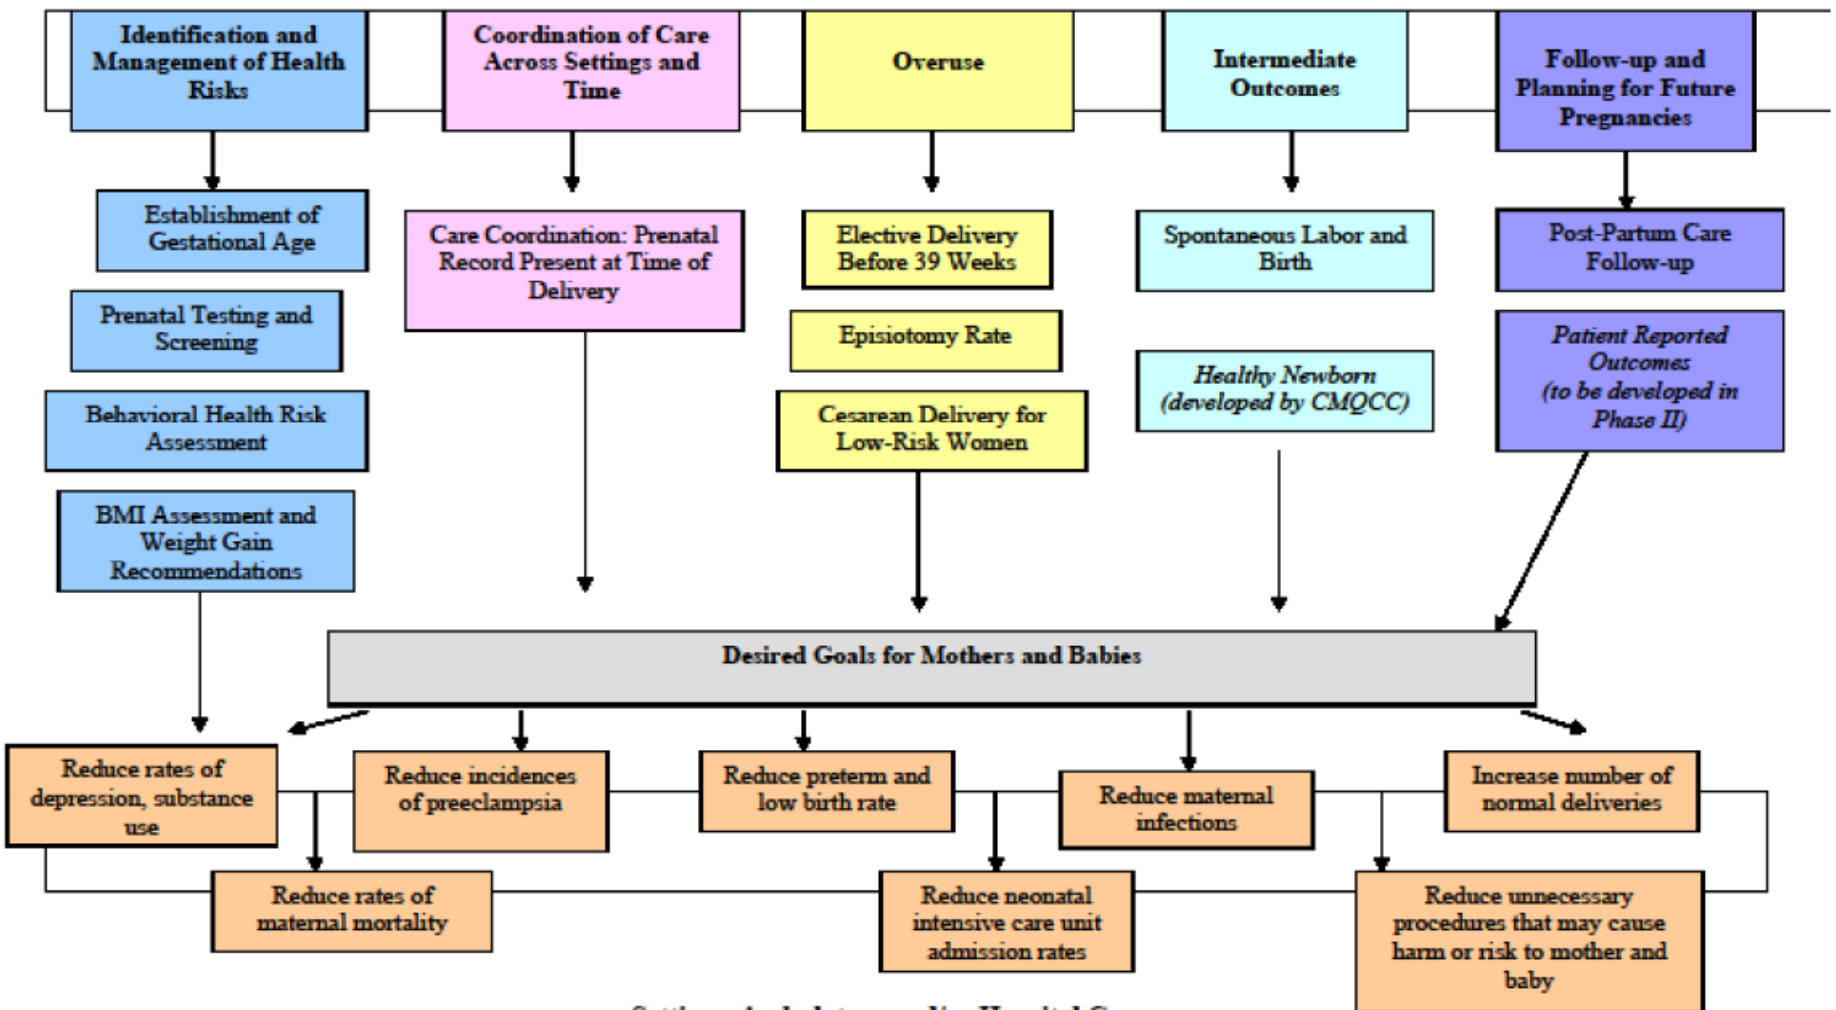 Identification and
Management of Health
Risks
Coordination of Care
Across Settings and
Time
Overuse
Intermediate
Outcomes
Follow-up and
Planning for Future
Pregnancies
Establishment of
Gestational Age
Prenatal Testing and
Screening
Behavioral Health Risk
Assessment
BMI Assessment and
Weight Gain
Recommendations
Care Coordination: Prenatal
Record Present at Time of
Delivery
Elective Delivery
Before 39 Weeks
Episiotomy Rate
Cesarean Delivery for
Low-Risk Women
Spontaneous Labor and
Birth
Healthy Newborn
(developed by CMQCC)
Post-Partum Care
Follow-up
Patient Reported
Outcomes
(to be developed in
Phase II)
Desired Goals for Mothers and Babies
Reduce rates of
depression, substance
use
Reduce incidences
of preeclampsia
Reduce preterm and
low birth rate
Reduce maternal
infections
Increase number of
normal deliveries
Reduce rates of
maternal mortality
Reduce neonatal
intensive care unit
admission rates
Reduce unnecessary
procedures that may cause
harm or risk to mother and
baby